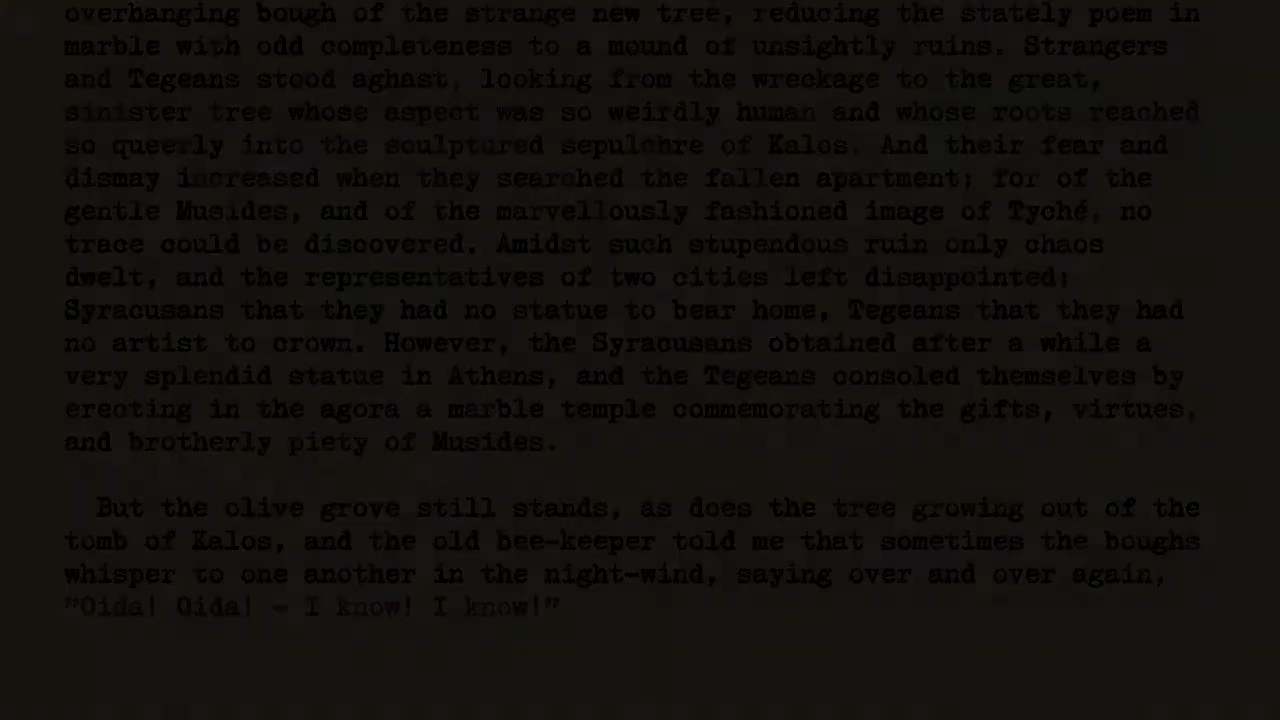 overhanging bough of the strange new tree, reducing the stately poem in
marble with odd completeness to a mound of unsightly ruins. Strangers
and Tegeans stood aghast, looking from the wreckage to the great,
sinister tree whose aspect was so weirdly human and whose roots reached
so queerly into the sculptured sepulchre of Kalos. And their fear and
dismay increased when they searched the fallen apartment; for of the
gentle Musides, and of the marvellously fashioned image of Tyché, no
trace could be discovered. Amidst such stupendous ruin only chaos
dwelt, and the representatives of two cities left disappointed;
Syracusans that they had no statue to bear home, Tegeans that they had
no artist to crown. However, the Syracusans obtained after a while a
very splendid statue in Athens, and the Tegeans consoled themselves by
erecting in the agora a marble temple commemorating the gifts, virtues,
and brotherly piety of Musides.
But the olive grove still stands, as does the tree growing out of the
tomb of Kalos, and the old bee-keeper told me that sometimes the boughs
whisper to one another in the night-wind, saying over and over again,
"Oida! Oida! - I know! I know!"